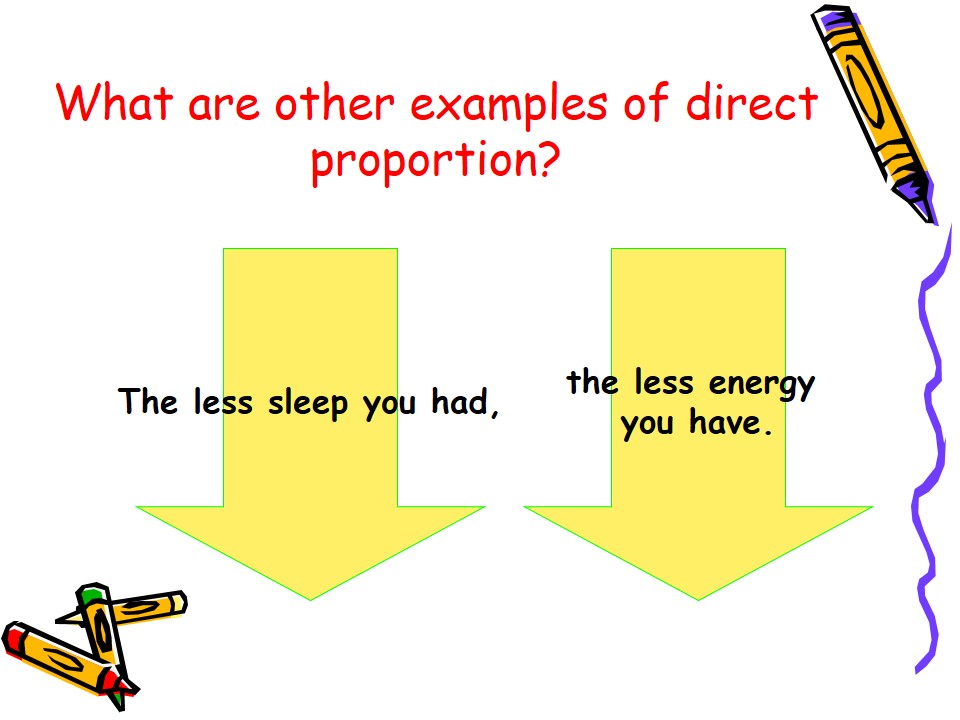 What are other examples of direct
proportion?
The less sleep you had,
the less energy
you have.